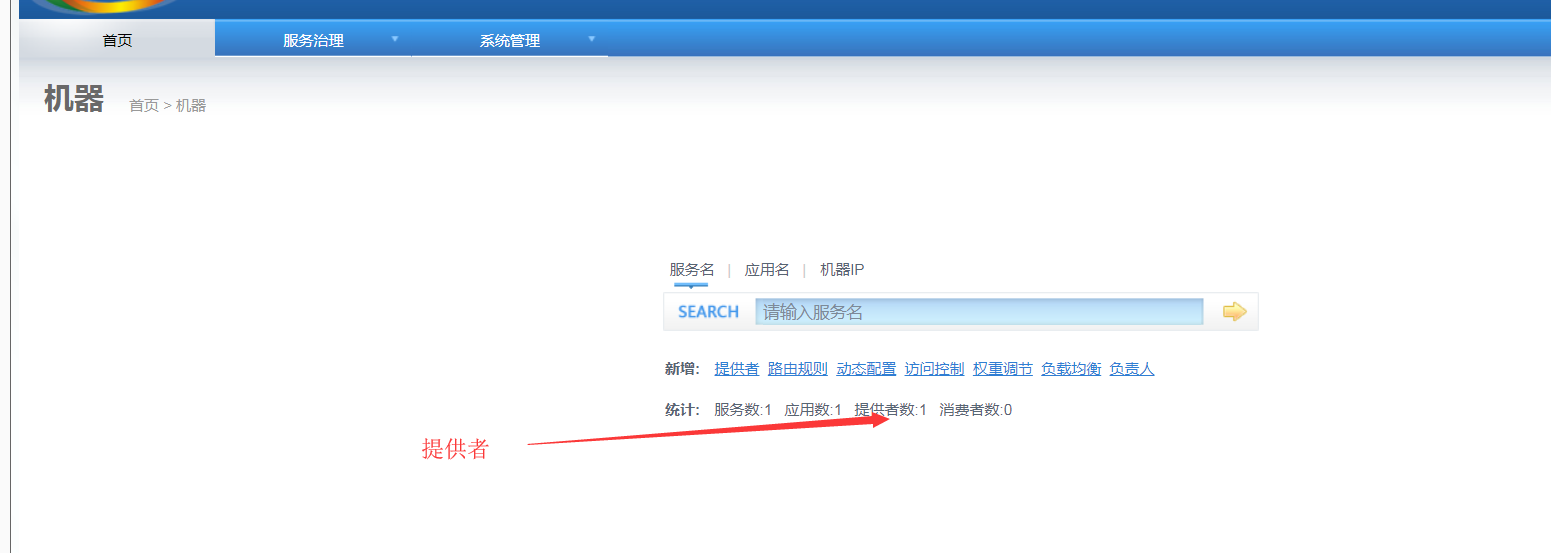 首页 服务治理 系统管理
机器 首页 > 机器
服务名 | 应用名 | 机器IP
SEARCH 请输入服务名
新增: 提供者 路由规则 动态配置 访问控制 权重调节 负载均衡 负责人
统计: 服务数:1 应用数:1 提供者数:1 消费者数:0
提供者